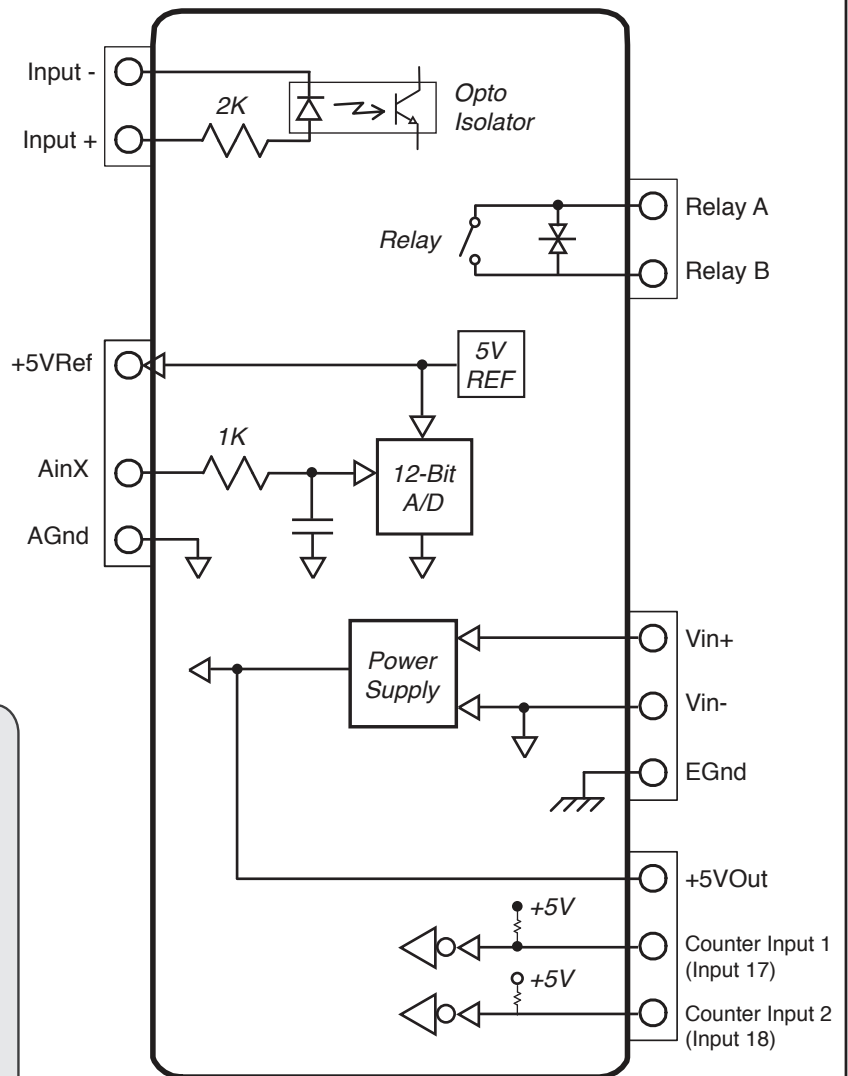 Input -
Input +
2K
Opto
Isolator
Relay
Relay A
Relay B
+5VRef
5V
REF
AinX
1K
12-Bit
A/D
AGnd
Power
Supply
Vin+
Vin-
EGnd
+5VOut
+5V
Counter Input 1
(Input 17)
+5V
Counter Input 2
(Input 18)